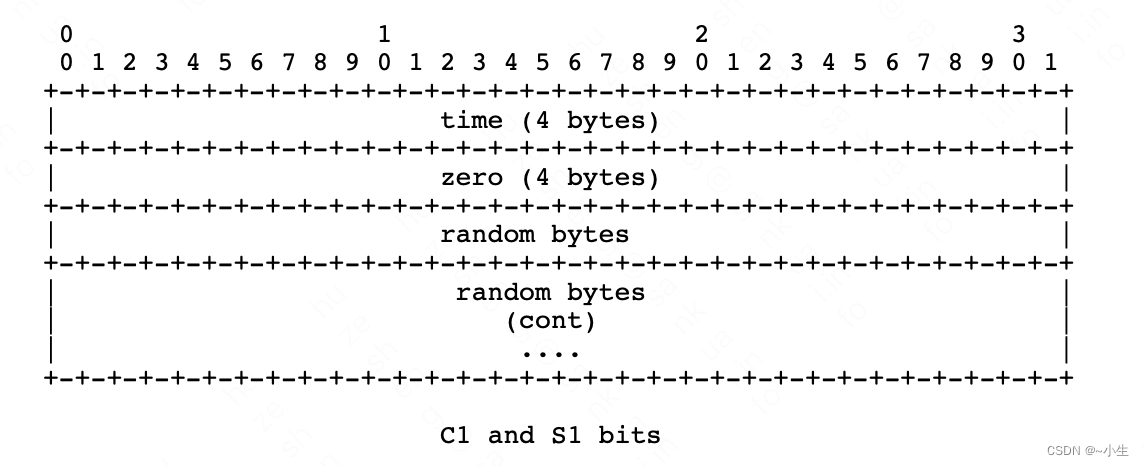 0                   1                   2                   3
0 1 2 3 4 5 6 7 8 9 0 1 2 3 4 5 6 7 8 9 0 1 2 3 4 5 6 7 8 9 0 1
+-+-+-+-+-+-+-+-+-+-+-+-+-+-+-+-+-+-+-+-+-+-+-+-+-+-+-+-+-+-+-+-+
|                        time (4 bytes)                         |
+-+-+-+-+-+-+-+-+-+-+-+-+-+-+-+-+-+-+-+-+-+-+-+-+-+-+-+-+-+-+-+-+
|                        zero (4 bytes)                         |
+-+-+-+-+-+-+-+-+-+-+-+-+-+-+-+-+-+-+-+-+-+-+-+-+-+-+-+-+-+-+-+-+
|                        random bytes                           |
+-+-+-+-+-+-+-+-+-+-+-+-+-+-+-+-+-+-+-+-+-+-+-+-+-+-+-+-+-+-+-+-+
|                         random bytes                          |
|                            (cont)                             |
|                             ....                              |
+-+-+-+-+-+-+-+-+-+-+-+-+-+-+-+-+-+-+-+-+-+-+-+-+-+-+-+-+-+-+-+-+
C1 and S1 bits
CSDN @~小生